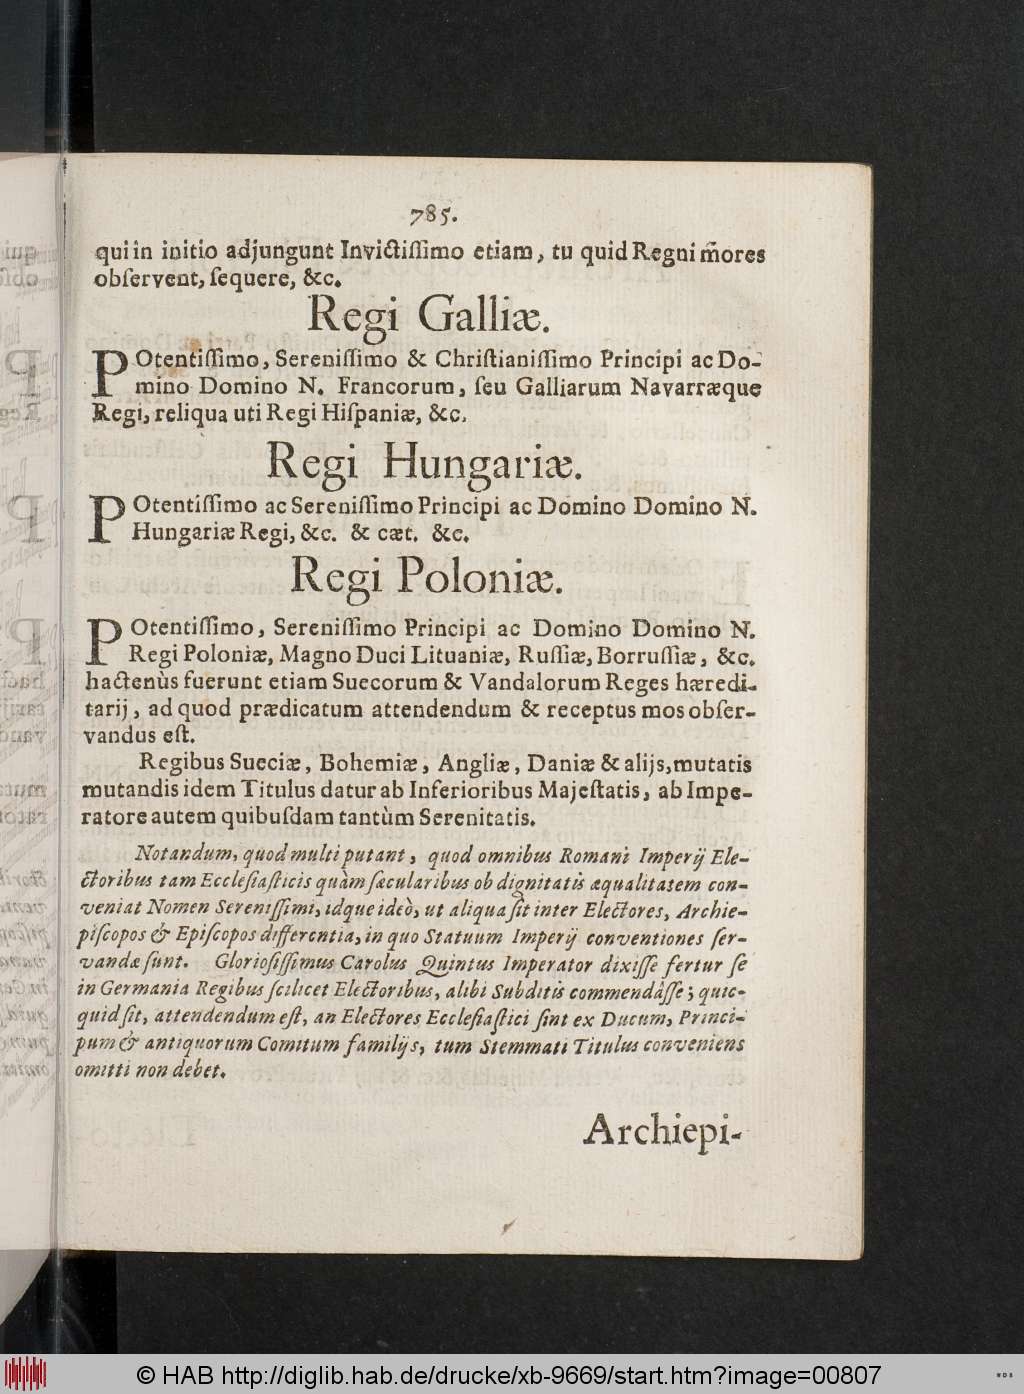 785.
qui in initio adjungunt Invictiſſimo etiam, tu quid Regni m̃ores
obſervent, ſequere, &c.
Regi Galliæ.
POtentiſſimo, Sereniſſimo & Chriſtianiſſimo Principi ac Do-
mino Domino N. Francorum, ſeu Galliarum Navarræque
Regi, reliqua uti Regi Hiſpaniæ, &c.
Regi Hungariæ.
POtentiſſimo ac Sereniſſimo Principi ac Domino Domino N.
Hungariæ Regi, &c. & cæt. &c.
Regi Poloniæ.
POtentiſſimo, Sereniſſimo Principi ac Domino Domino N.
Regi Poloniæ, Magno Duci Lituaniæ, Ruſſiæ, Borruſſiæ, &c.
hactenùs fuerunt etiam Suecorum & Vandalorum Reges hæredi-
tarij, ad quod prædicatum attendendum & receptus mos obſer-
vandus eſt.
Regibus Sueciæ, Bohemiæ, Angliæ, Daniæ & alijs, mutatis
mutandis idem Titulus datur ab Inferioribus Majeſtatis, ab Impe-
ratore autem quibuſdam tantùm Serenitatis.
Notandum, quod multi putant, quod omnibus Romani Imperij Ele-
ctoribus tam Eccleſiaſticis quàm ſæcularibus ob dignitatis æqualitatem con-
veniat Nomen Sereniſſimi, idque ideò, ut aliqua ſit inter Electores, Archie-
piſcopos & Epiſcopos differentia, in quo Statuum Imperij conventiones ſer-
vandæ ſunt. Glorioſiſſimus Carolus Quintus Imperator dixiſſe fertur ſe
in Germania Regibus ſcilicet Electoribus, alibi Subditis commendâſſe; quic-
quid ſit, attendendum eſt, an Electores Eccleſiaſtici ſint ex Ducum, Princi-
pum & antiquorum Comitum familijs, tum Stemmati Titulus conveniens
omitti non debet.
Archiepi-
© HAB http://diglib.hab.de/drucke/xb-9669/start.htm?image=00807